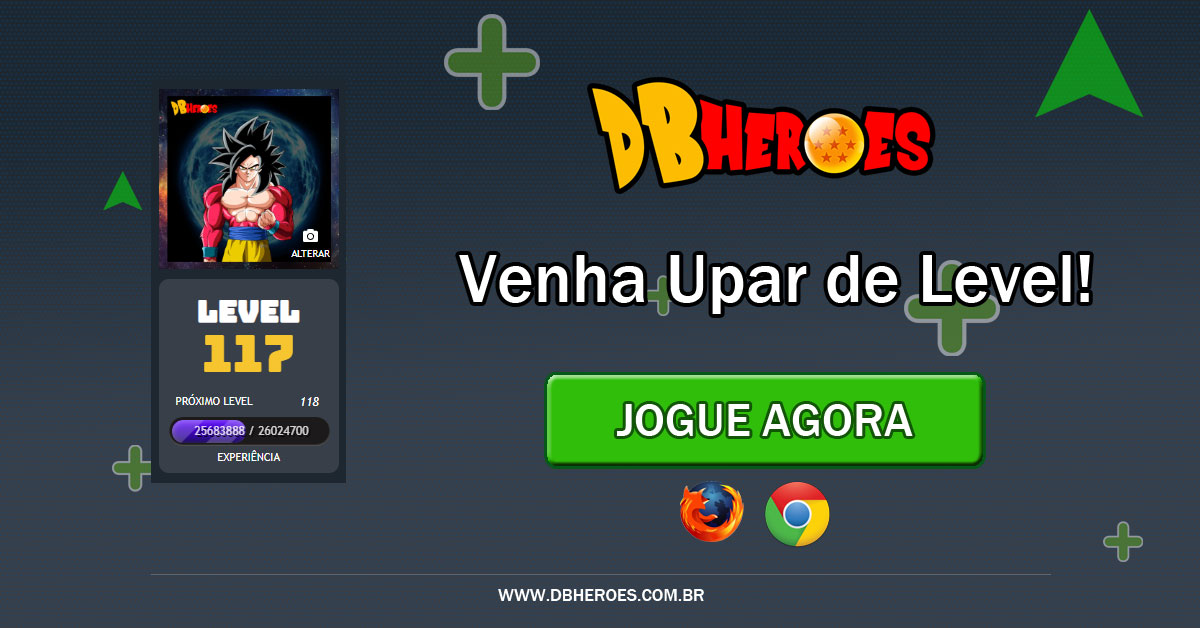 DBHEROES
ALTERAR
LEVEL
117
PRÓXIMO LEVEL 118
25683888 / 26024700
EXPERIÊNCIA
DBHEROES
Venha Upar de Level!
JOGUE AGORA
WWW.DBHEROES.COM.BR